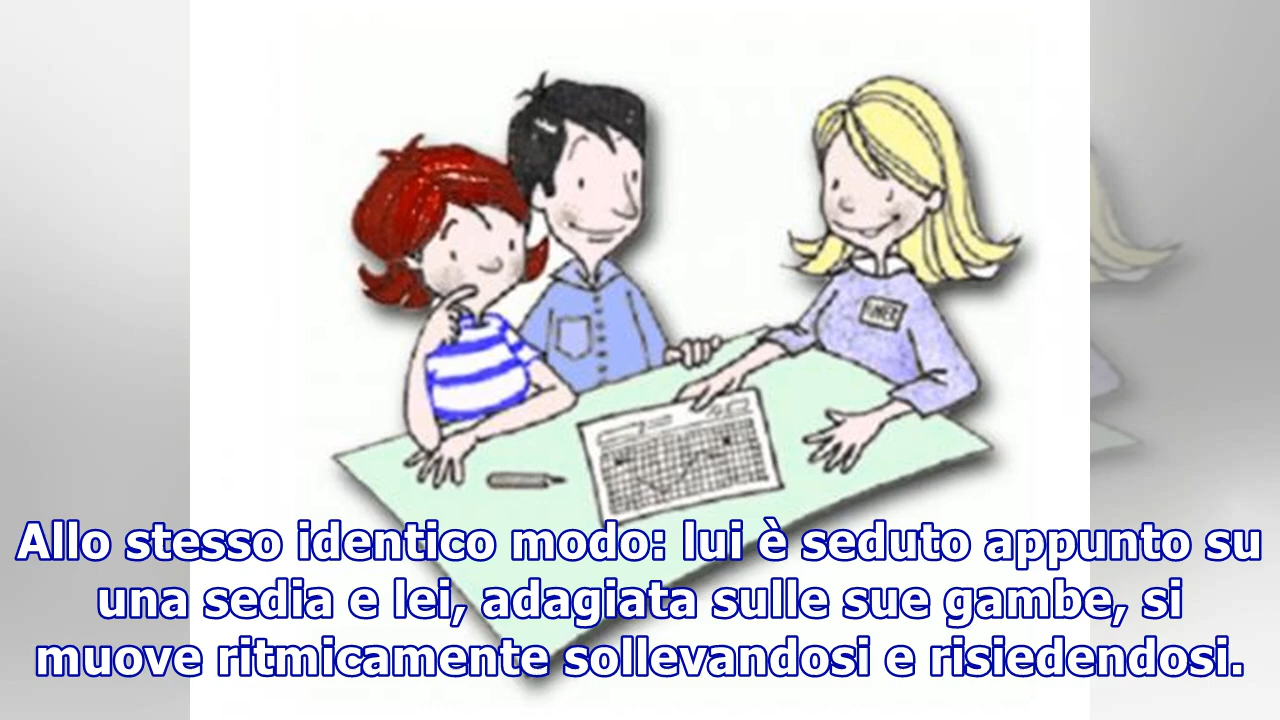 Allo stesso identico modo: lui è seduto appunto su
una sedia e lei, adagiata sulle sue gambe, si
muove ritmicamente sollevandosi e risiedendosi.